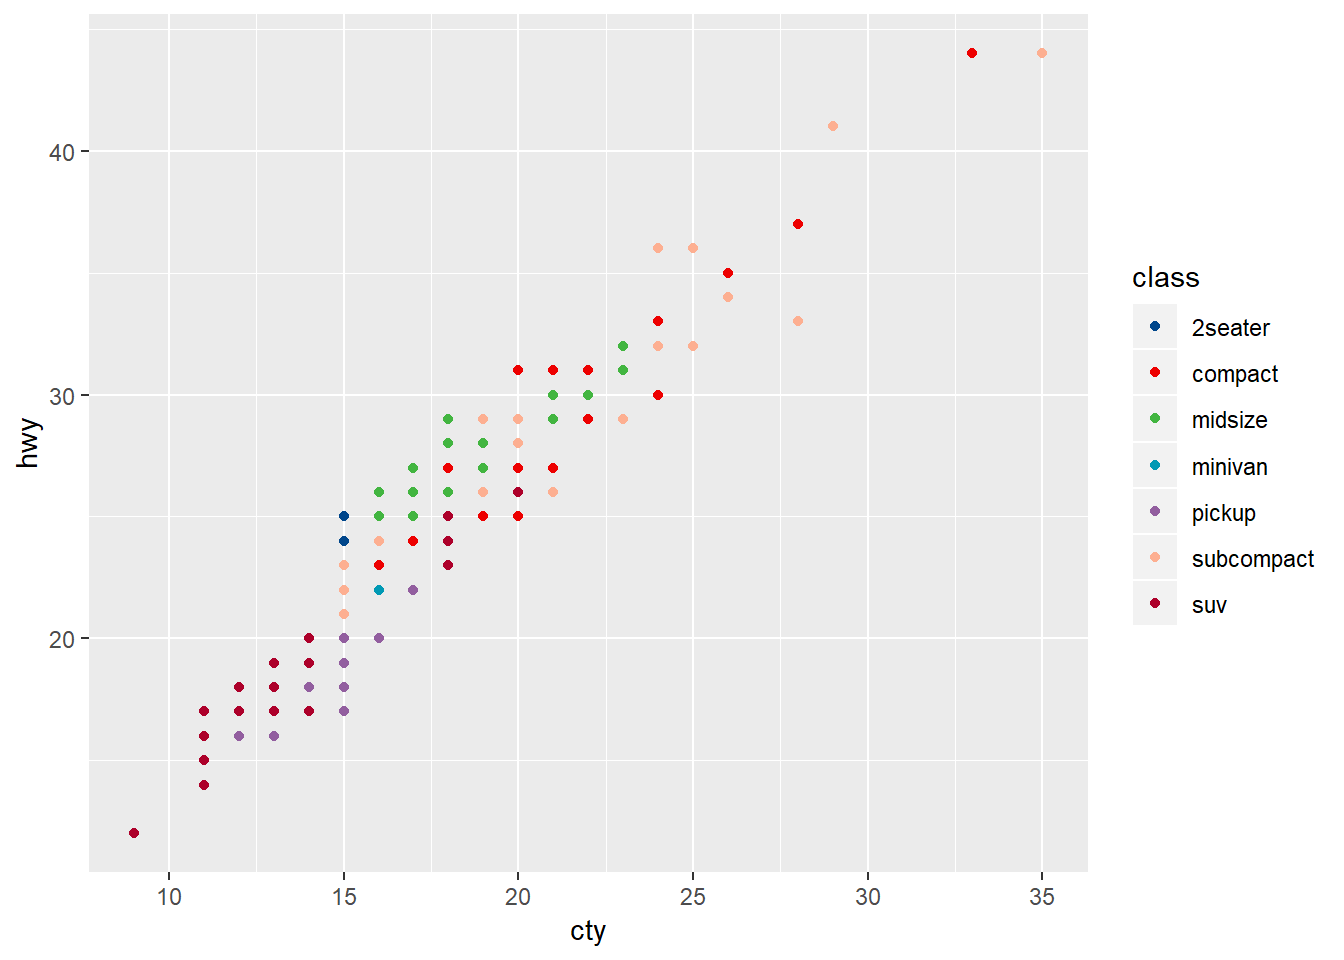 40
30
20
hwy
10 15 20 25 30 35
cty
class
2seater
compact
midsize
minivan
pickup
subcompact
suv